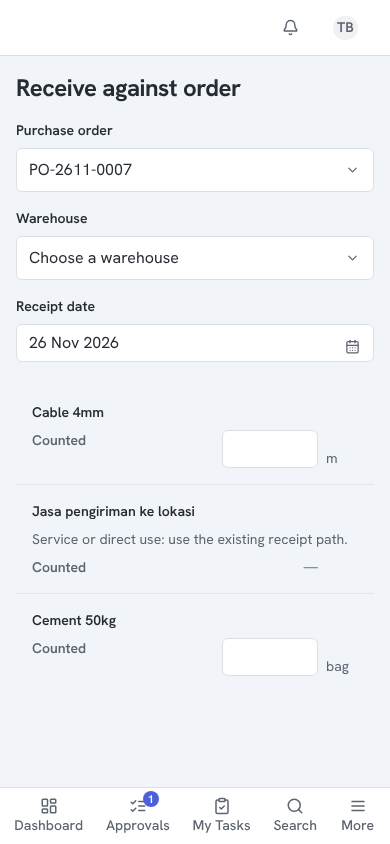 TB
Receive against order
Purchase order
PO-2611-0007
Warehouse
Choose a warehouse
Receipt date
26 Nov 2026
Cable 4mm
Counted
m
Jasa pengiriman ke lokasi
Service or direct use: use the existing receipt path.
Counted —
Cement 50kg
Counted
bag
1
Dashboard Approvals My Tasks Search More